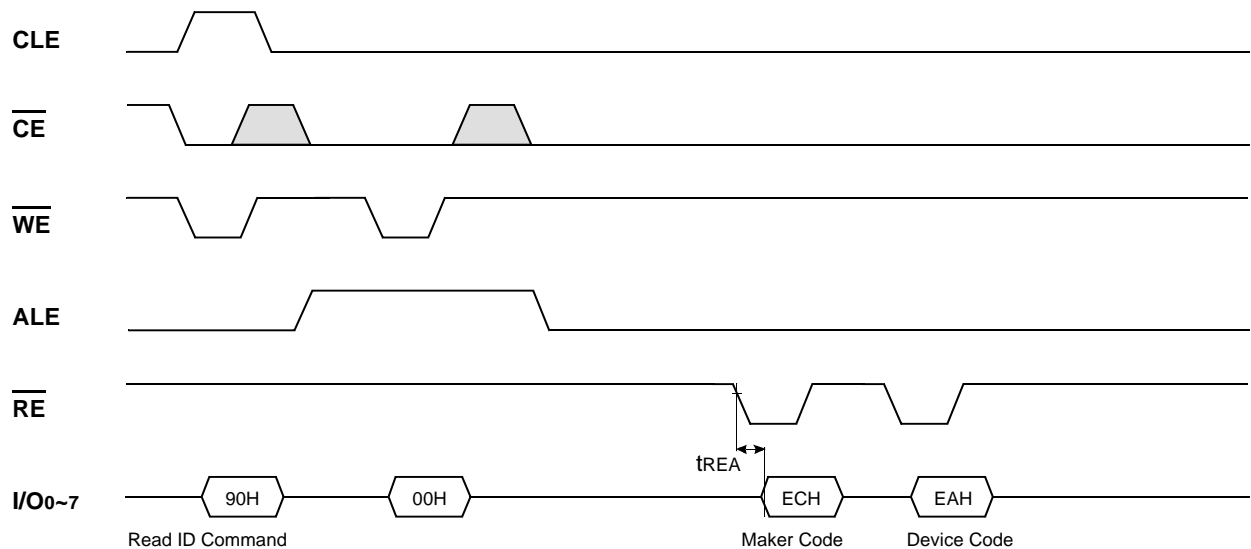 CLE
CE
WE
ALE
RE
tREA
I/O0~7
90H
00H
ECH
EAH
Read ID Command
Maker Code
Device Code